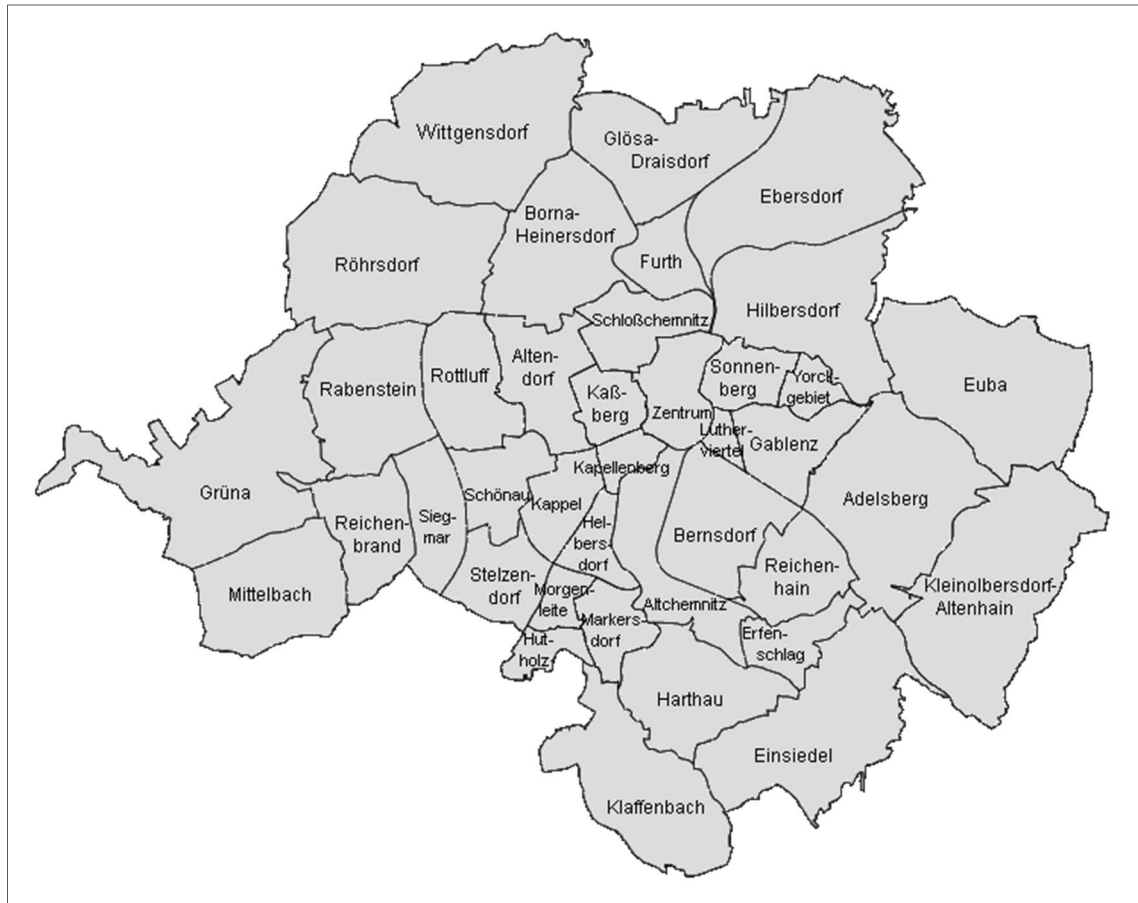 Wittgensdorf
Glösa-
Draisdorf
Ebersdorf
Borna-
Heinersdorf
Furth
Röhrsdorf
Hilbersdorf
Schloßchemnitz
Euba
Alten-
dorf
Rottluff
Rabenstein
Sonnen-
berg
Yorck-
gebiet
Kaß-
berg
Zentrum
Luther-
viertel
Gablenz
Kapellenberg
Grüna
Schönau
Kappel
Adelsberg
Reichen-
brand
Sieg-
mar
Hel-
bers-
dorf
Bernsdorf
Reichen-
hain
Mittelbach
Stelzen-
dorf
Morgen-
leite
Altchemnitz
Kleinolbersdorf-
Altenhain
Markers-
dorf
Erfen-
schlag
Hut-
holz
Harthau
Einsiedel
Klaffenbach